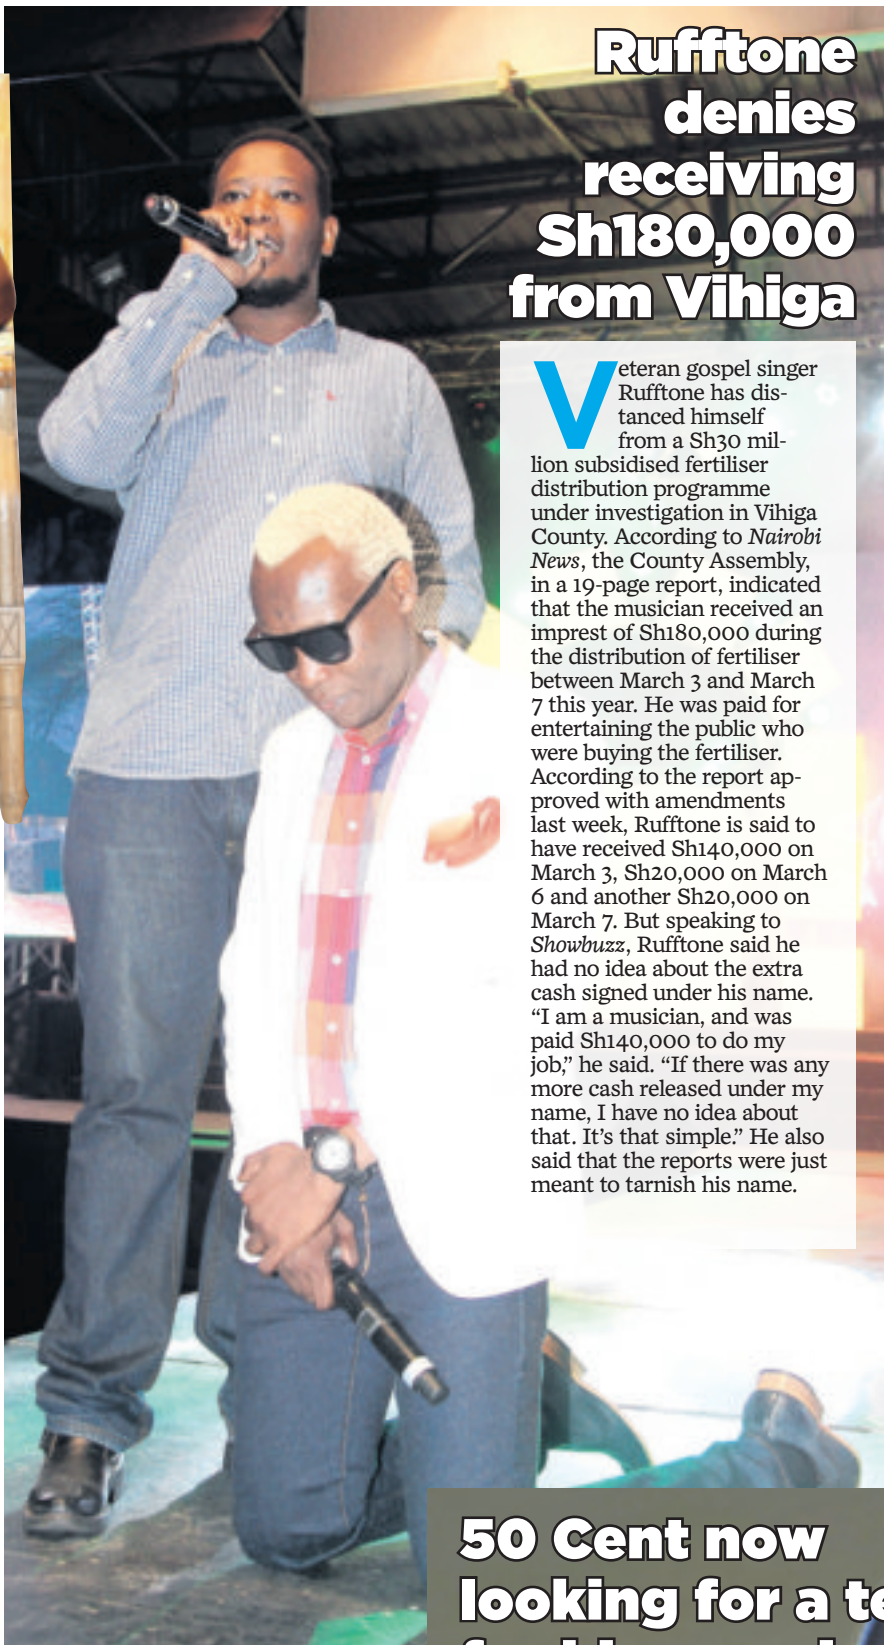 Rufftone
denies
receiving
Sh180,000
from Vihiga
Veteran gospel singer
Rufftone has dis-
tanced himself
from a Sh30 mil-
lion subsidised fertiliser
distribution programme
under investigation in Vihiga
County. According to Nairobi
News, the County Assembly,
in a 19-page report, indicated
that the musician received an
imprest of Sh180,000 during
the distribution of fertiliser
between March 3 and March
7 this year. He was paid for
entertaining the public who
were buying the fertiliser.
According to the report ap-
proved with amendments
last week, Rufftone is said to
have received Sh140,000 on
March 3, Sh20,000 on March
6 and another Sh20,000 on
March 7. But speaking to
Showbuzz, Rufftone said he
had no idea about the extra
cash signed under his name.
“I am a musician, and was
paid Sh140,000 to do my
job,” he said. “If there was any
more cash released under my
name, I have no idea about
that. It’s that simple.” He also
said that the reports were just
meant to tarnish his name.
50 Cent now
looking for a